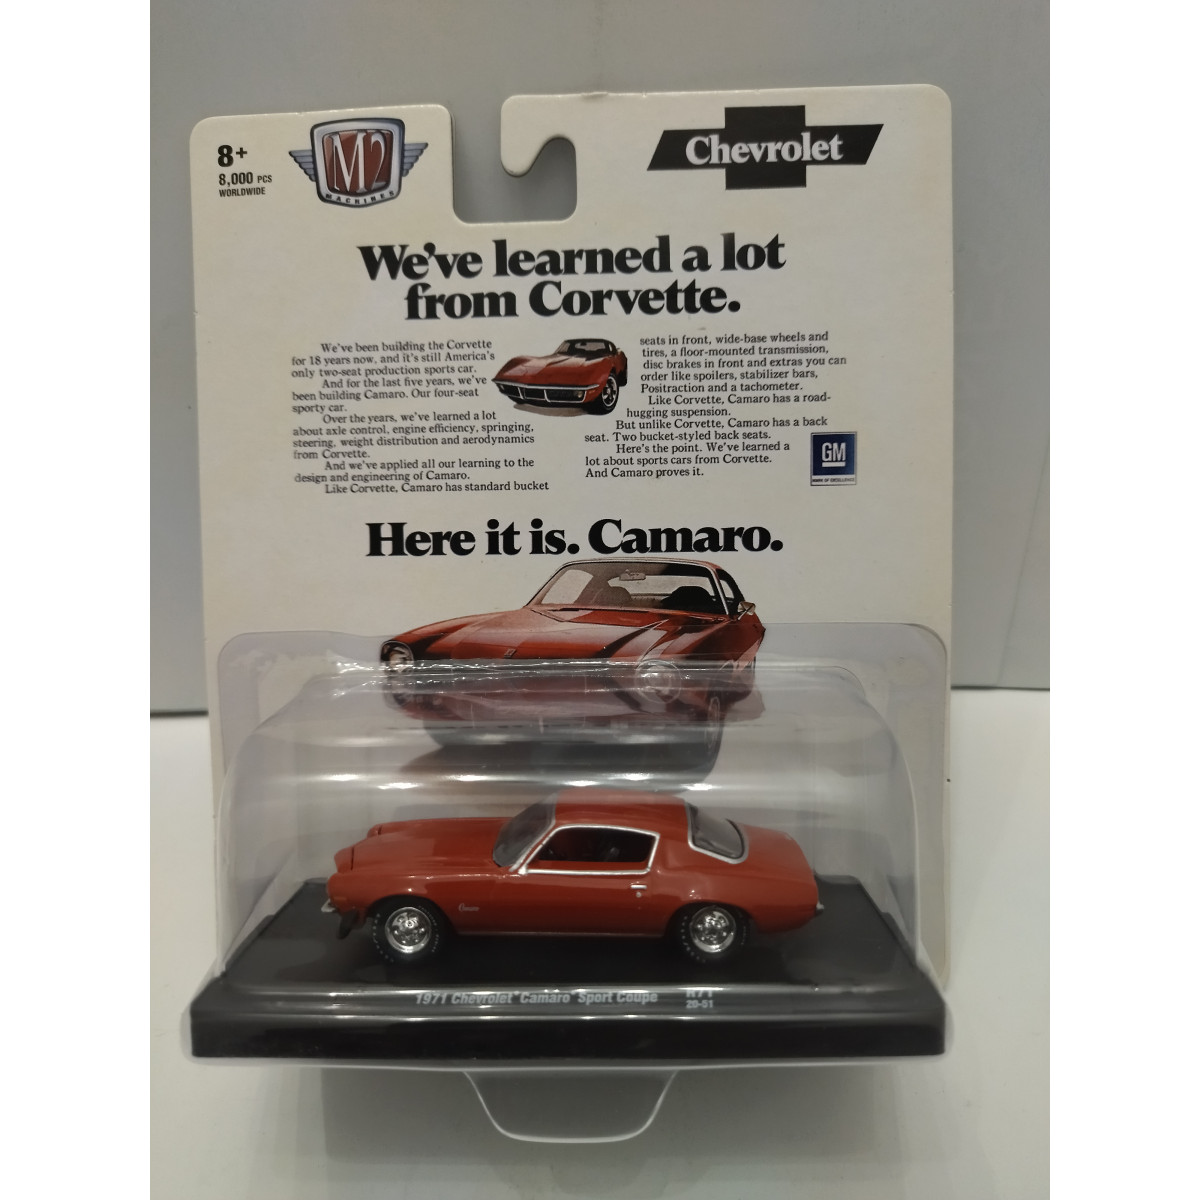 8+
8,000 PCS
WORLDWIDE
M2
MACHINES
Chevrolet
We've learned a lot
from Corvette.
We've been building the Corvette
for 18 years now, and it's still America's
only two-seat production sports car.
And for the last five years, we've
been building Camaro. Our four-seat
sporty car.
Over the years, we've learned a lot
about axle control, engine efficiency, springing,
steering, weight distribution and aerodynamics
from Corvette.
And we've applied all our learning to the
design and engineering of Camaro.
Like Corvette, Camaro has standard bucket
seats in front, wide-base wheels and
tires, a floor-mounted transmission,
disc brakes in front and extras you can
order like spoilers, stabilizer bars,
Positraction and a tachometer.
Like Corvette, Camaro has a road-
hugging suspension.
But unlike Corvette, Camaro has a back
seat. Two bucket-styled back seats.
Here's the point. We've learned a
lot about sports cars from Corvette.
And Camaro proves it.
GM
MARK OF EXCELLENCE
Here it is. Camaro.
Camaro
1971 Chevrolet Camaro Sport Coupe
R71
20-51